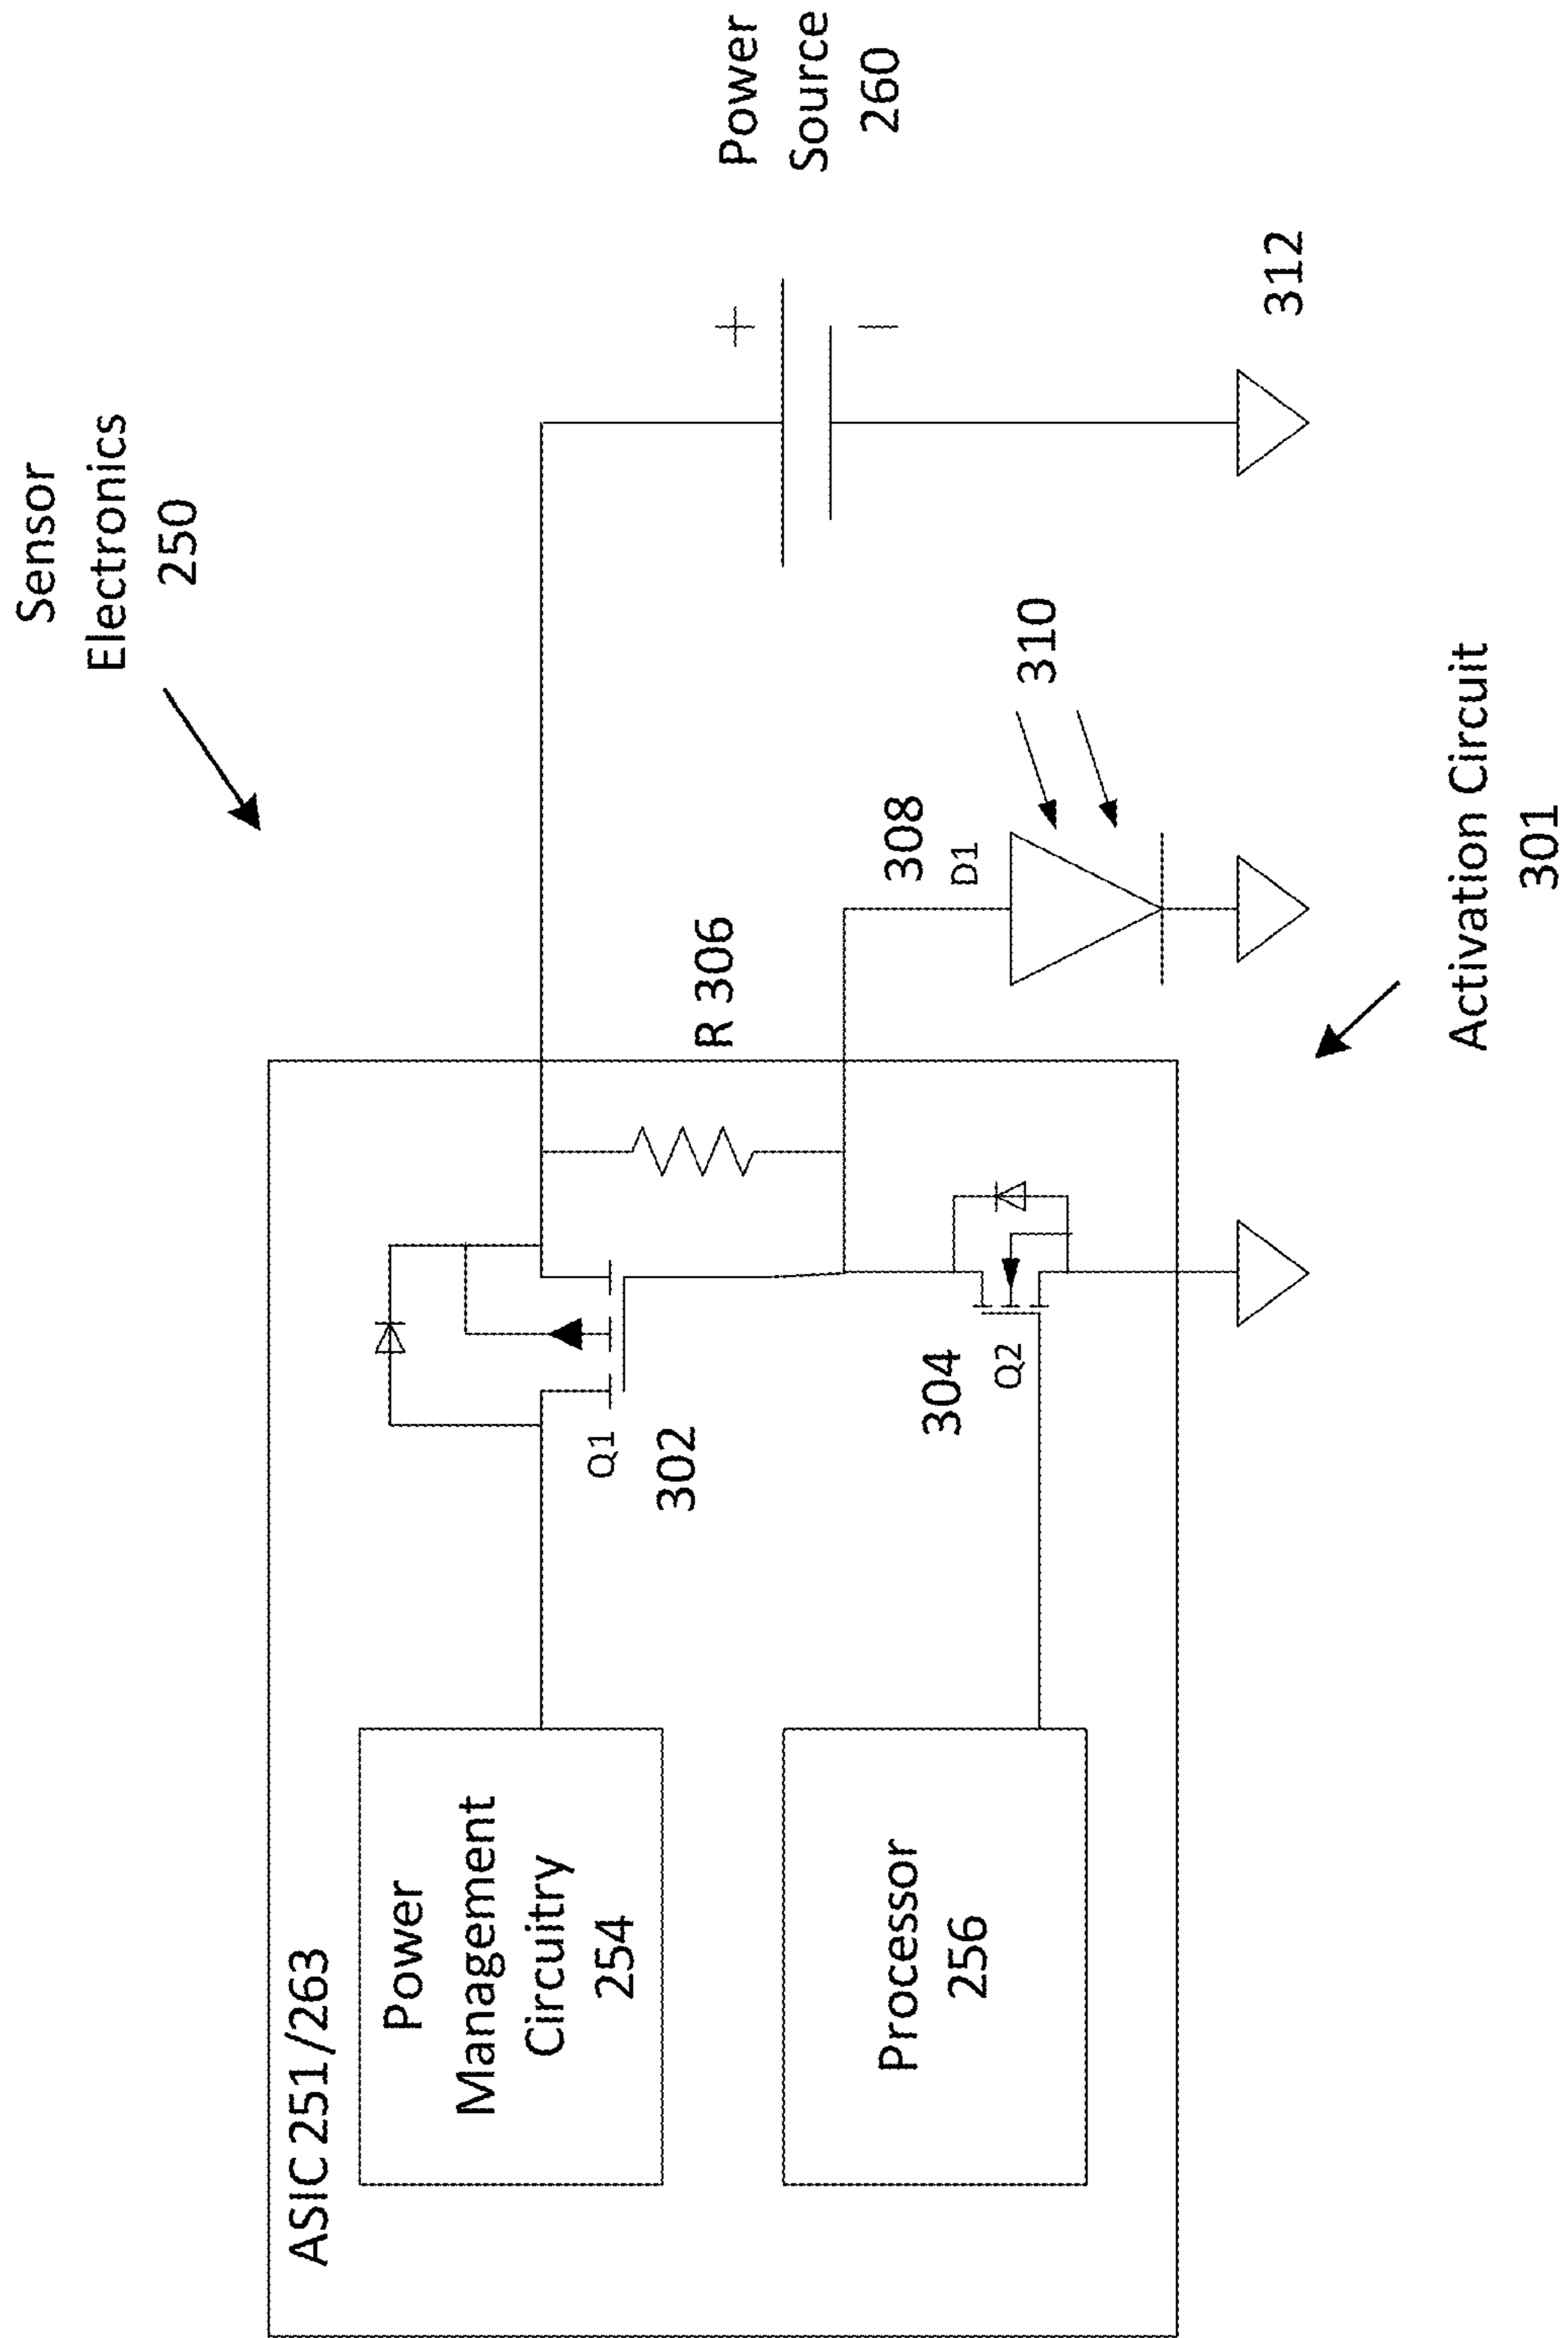 Sensor
Electronics
250
ASIC 251/263
Power
Management
Circuitry
254
Q1
302
R 306
Power
Source
260
+
–
Processor
256
304
Q2
308
D1
310
312
Activation Circuit
301